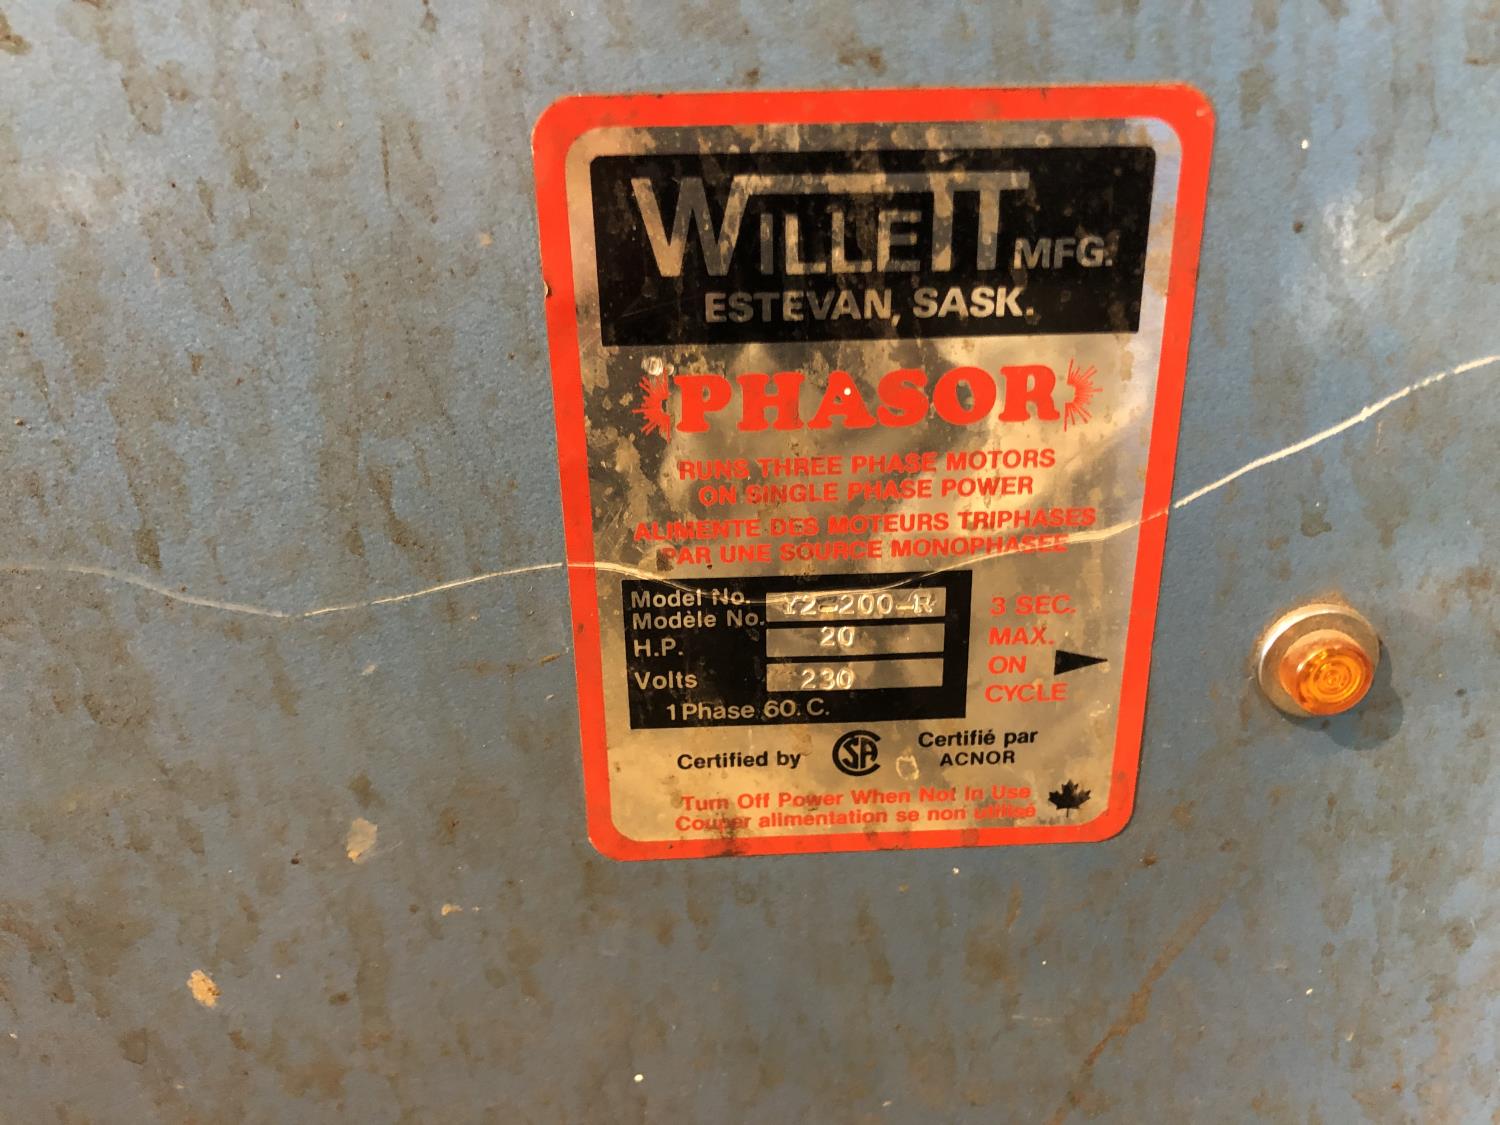 WILLETT MFG.
ESTEVAN, SASK.
PHASOR
RUNS THREE PHASE MOTORS
ON SINGLE PHASE POWER
ALIMENTE DES MOTEURS TRIPHASES
PAR UNE SOURCE MONOPHASEE
Model No.
Modèle No. Y2-200-R
H.P. 20
Volts 230
1 Phase 60 C.
3 SEC.
MAX.
ON
CYCLE
Certified by CSA Certifié par
ACNOR
Turn Off Power When Not In Use
Couper alimentation se non utilisé